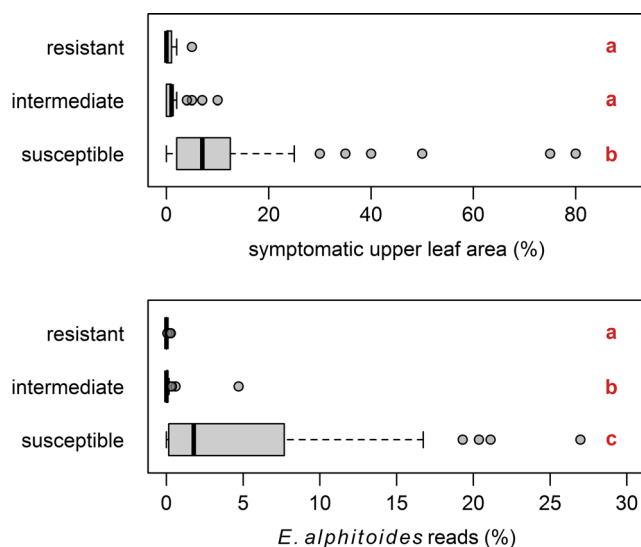 resistant a
intermediate a
susceptible b
0 20 40 60 80
symptomatic upper leaf area (%)
resistant a
intermediate b
susceptible c
0 5 10 15 20 25 30
E. alphitoides reads (%)